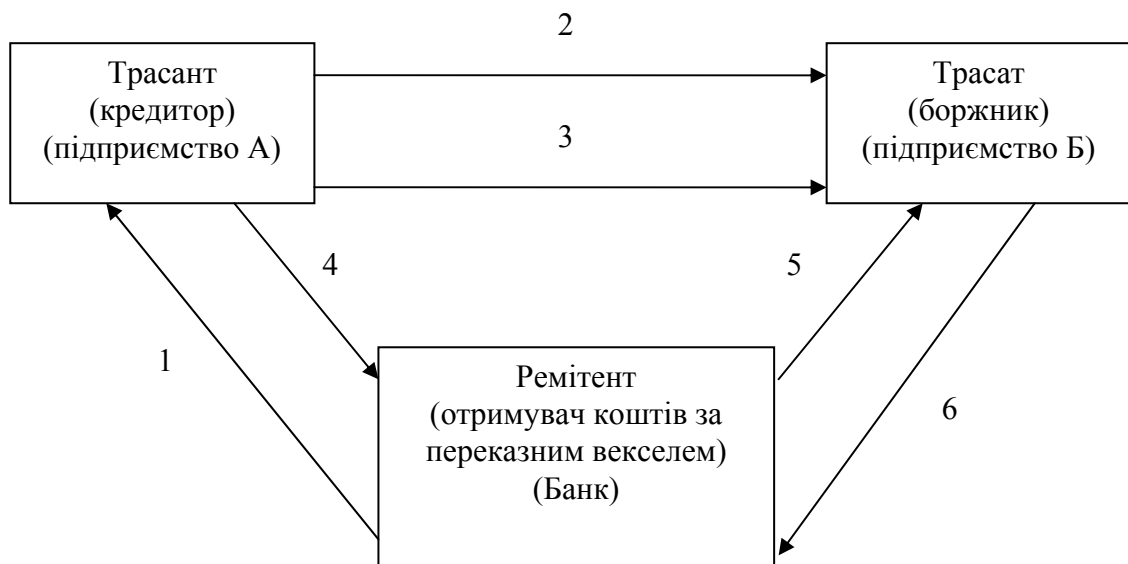 2
Трасант
(кредитор)
(підприємство А)
Трасат
(боржник)
(підприємство Б)
3
4
5
1
Ремітент
(отримувач коштів за
переказним векселем)
(Банк)
6